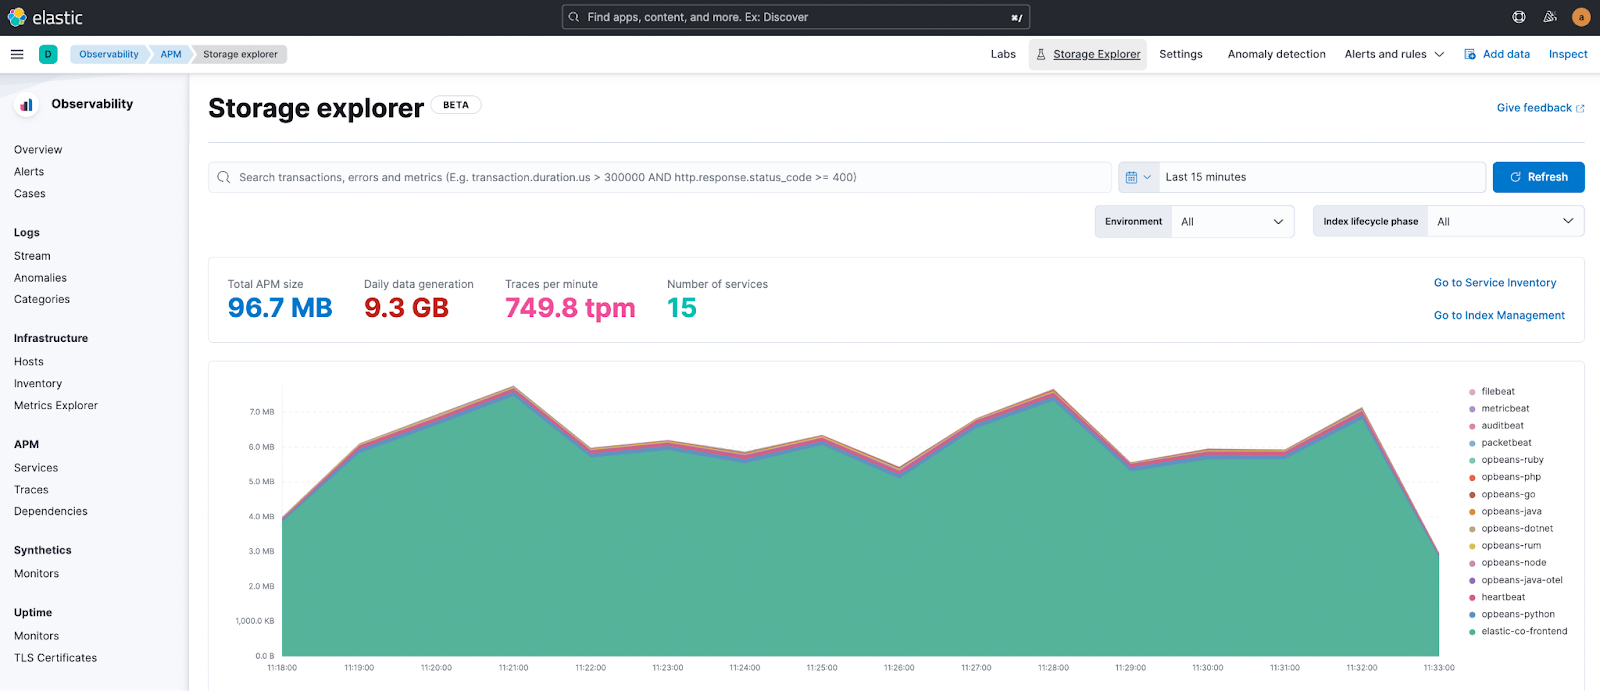 elastic
Find apps, content, and more. Ex: Discover
⌘/
a
D
Observability
APM
Storage explorer
Labs
Storage Explorer
Settings
Anomaly detection
Alerts and rules
Add data
Inspect
Observability
Overview
Alerts
Cases
Logs
Stream
Anomalies
Categories
Infrastructure
Hosts
Inventory
Metrics Explorer
APM
Services
Traces
Dependencies
Synthetics
Monitors
Uptime
Monitors
TLS Certificates
Storage explorer
BETA
Give feedback
Search transactions, errors and metrics (E.g. transaction.duration.us > 300000 AND http.response.status_code >= 400)
Last 15 minutes
Refresh
Environment
All
Index lifecycle phase
All
Total APM size
96.7 MB
Daily data generation
9.3 GB
Traces per minute
749.8 tpm
Number of services
15
Go to Service Inventory
Go to Index Management
7.0 MB
6.0 MB
5.0 MB
4.0 MB
3.0 MB
2.0 MB
1,000.0 KB
0.0 B
11:18:00
11:19:00
11:20:00
11:21:00
11:22:00
11:23:00
11:24:00
11:25:00
11:26:00
11:27:00
11:28:00
11:29:00
11:30:00
11:31:00
11:32:00
11:33:00
filebeat
metricbeat
auditbeat
packetbeat
opbeans-ruby
opbeans-php
opbeans-go
opbeans-java
opbeans-dotnet
opbeans-rum
opbeans-node
opbeans-java-otel
heartbeat
opbeans-python
elastic-co-frontend